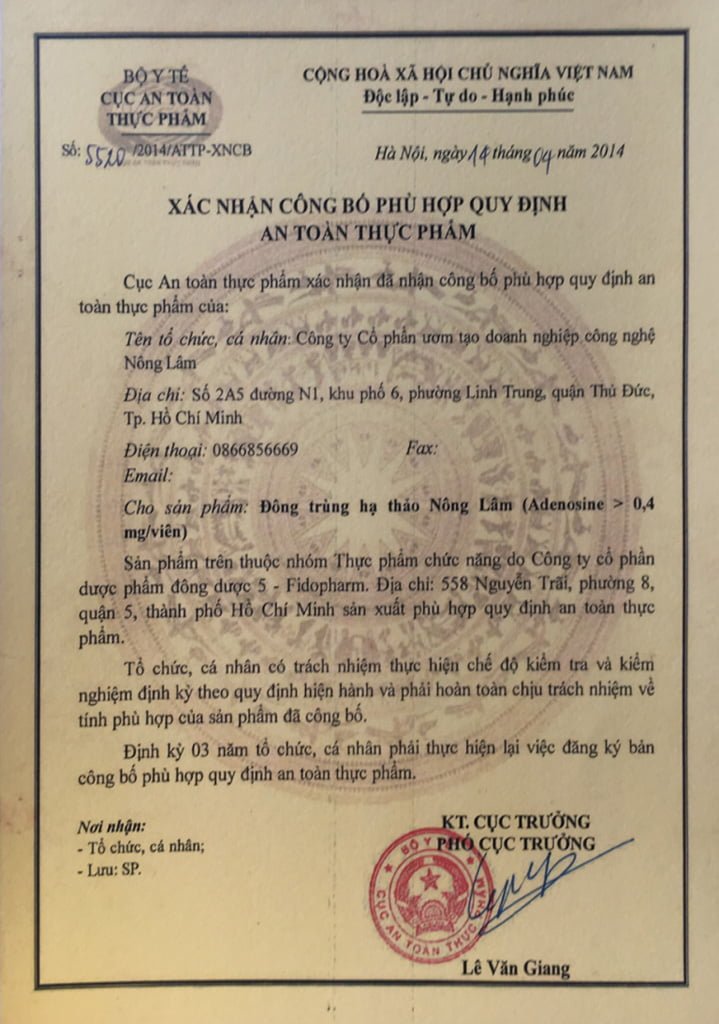 BỘ Y TẾ
CỤC AN TOÀN
THỰC PHẨM
Số: 5520 /2014/ATTP-XNCB
CỘNG HOÀ XÃ HỘI CHỦ NGHĨA VIỆT NAM
Độc lập - Tự do - Hạnh phúc
Hà Nội, ngày 14 tháng 04 năm 2014
XÁC NHẬN CÔNG BỐ PHÙ HỢP QUY ĐỊNH
AN TOÀN THỰC PHẨM
Cục An toàn thực phẩm xác nhận đã nhận công bố phù hợp quy định an
toàn thực phẩm của:
Tên tổ chức, cá nhân: Công ty Cổ phần ươm tạo doanh nghiệp công nghệ
Nông Lâm
Địa chỉ: Số 2A5 đường N1, khu phố 6, phường Linh Trung, quận Thủ Đức,
Tp. Hồ Chí Minh
Điện thoại: 0866856669 Fax:
Email:
Cho sản phẩm: Đông trùng hạ thảo Nông Lâm (Adenosine > 0,4
mg/viên)
Sản phẩm trên thuộc nhóm Thực phẩm chức năng do Công ty cổ phần
dược phẩm đông dược 5 - Fidopharm. Địa chỉ: 558 Nguyễn Trãi, phường 8,
quận 5, thành phố Hồ Chí Minh sản xuất phù hợp quy định an toàn thực
phẩm.
Tổ chức, cá nhân có trách nhiệm thực hiện chế độ kiểm tra và kiểm
nghiệm định kỳ theo quy định hiện hành và phải hoàn toàn chịu trách nhiệm về
tính phù hợp của sản phẩm đã công bố.
Định kỳ 03 năm tổ chức, cá nhân phải thực hiện lại việc đăng ký bản
công bố phù hợp quy định an toàn thực phẩm.
Nơi nhận:
- Tổ chức, cá nhân;
- Lưu: SP.
KT. CỤC TRƯỞNG
PHÓ CỤC TRƯỞNG
BỘ Y
CỤC AN TOÀN THỰC PHẨM
Lê Văn Giang